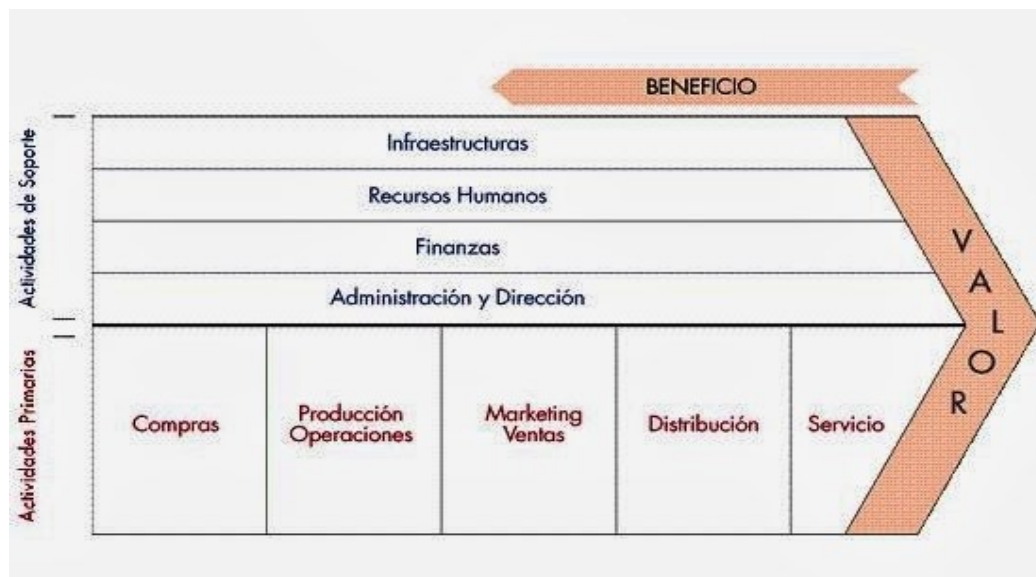 BENEFICIO
Actividades de Soporte
Infraestructuras
Recursos Humanos
Finanzas
Administración y Dirección
VALOR
Actividades Primarias
Compras
Producción
Operaciones
Marketing
Ventas
Distribución
Servicio